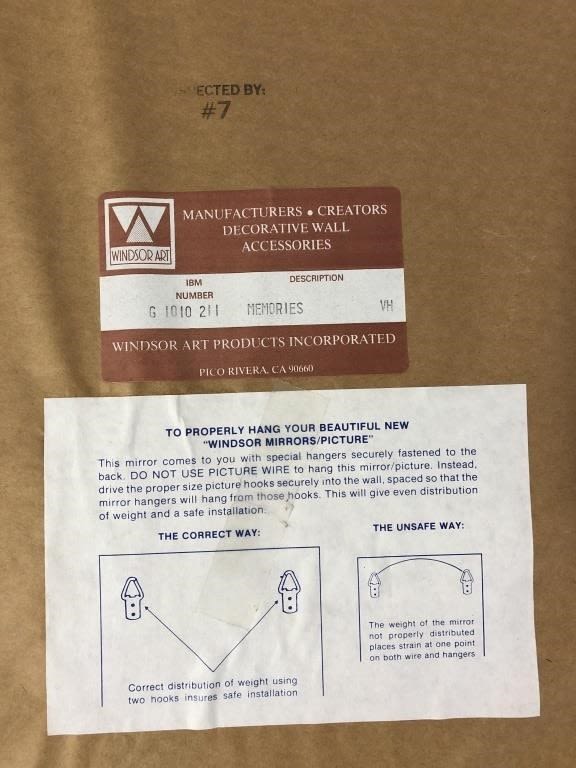 ECTED BY:
#7
WINDSOR ART
MANUFACTURERS • CREATORS
DECORATIVE WALL
ACCESSORIES
IBM
NUMBER
DESCRIPTION
G 1010 211 MEMORIES VH
WINDSOR ART PRODUCTS INCORPORATED
PICO RIVERA, CA 90660
TO PROPERLY HANG YOUR BEAUTIFUL NEW
"WINDSOR MIRRORS/PICTURE"
This mirror comes to you with special hangers securely fastened to the
back. DO NOT USE PICTURE WIRE to hang this mirror/picture. Instead,
drive the proper size picture hooks securely into the wall, spaced so that the
mirror hangers will hang from those hooks. This will give even distribution
of weight and a safe installation.
THE CORRECT WAY:
Correct distribution of weight using
two hooks insures safe installation
THE UNSAFE WAY:
The weight of the mirror
not properly distributed
places strain at one point
on both wire and hangers